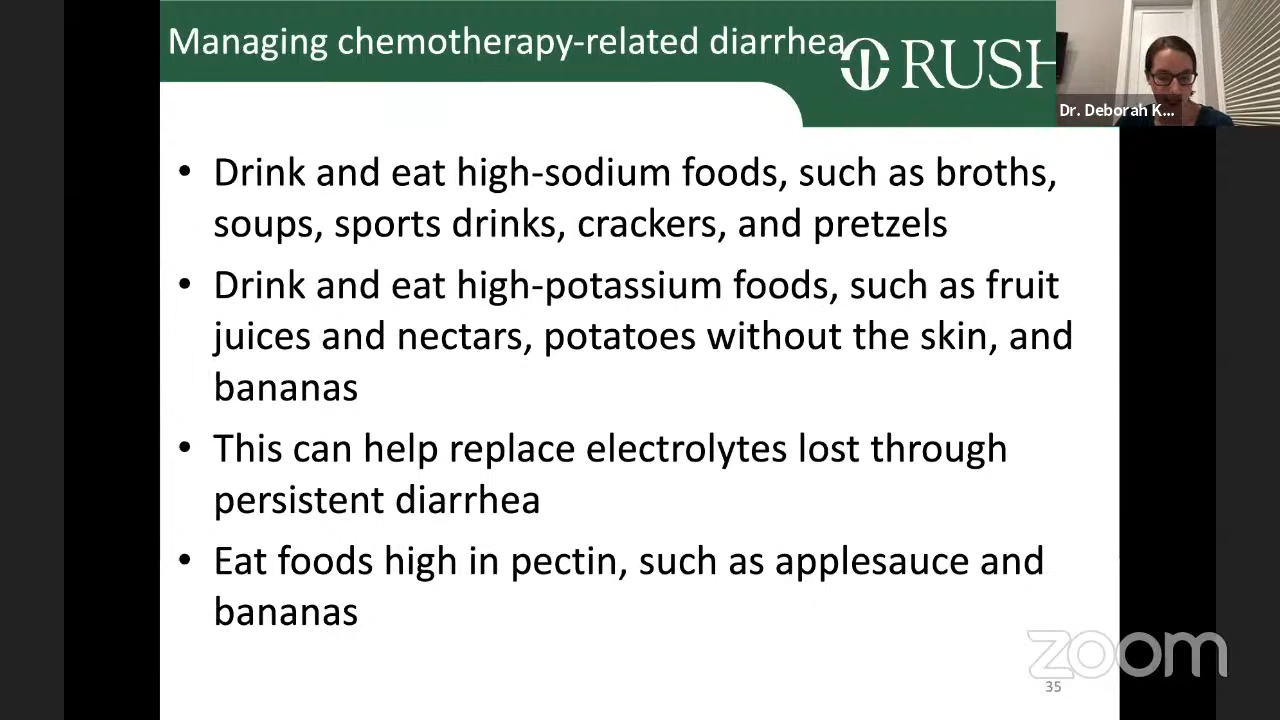 Managing chemotherapy-related diarrhea
RUSH
Dr. Deborah K...
• Drink and eat high-sodium foods, such as broths,
soups, sports drinks, crackers, and pretzels
• Drink and eat high-potassium foods, such as fruit
juices and nectars, potatoes without the skin, and
bananas
• This can help replace electrolytes lost through
persistent diarrhea
• Eat foods high in pectin, such as applesauce and
bananas
zoom
35